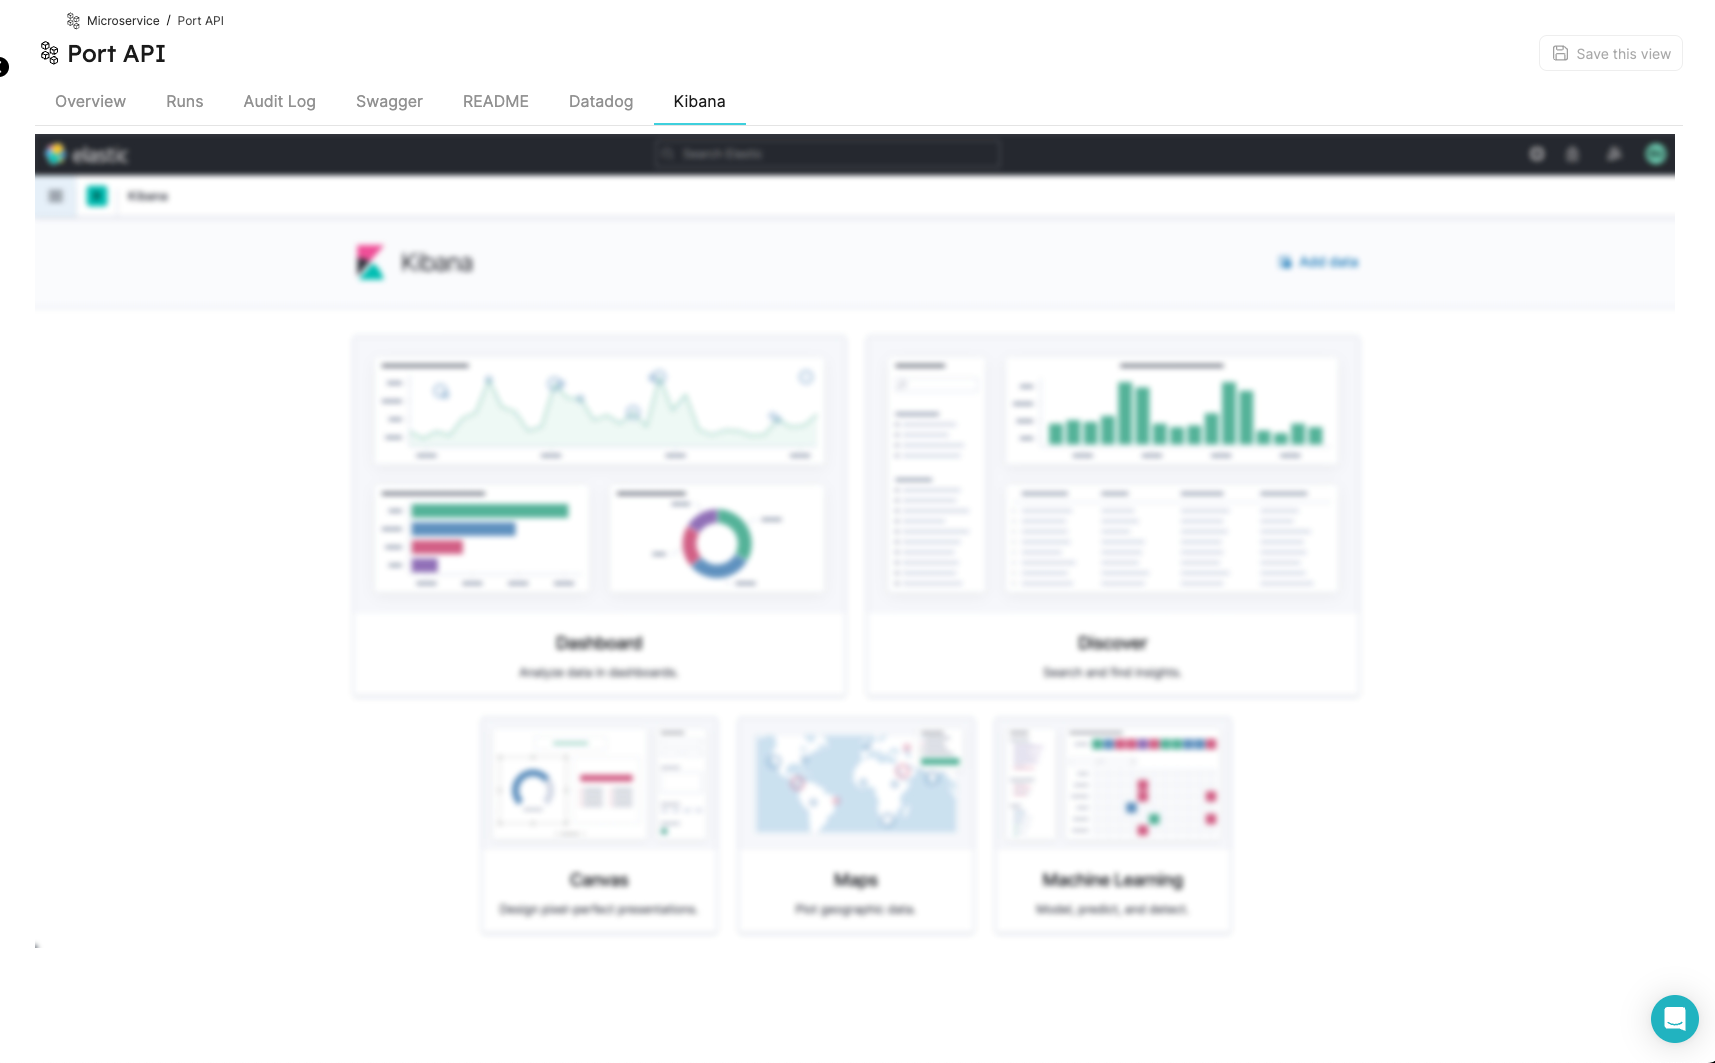 Microservice / Port API
Port API
Save this view
Overview Runs Audit Log Swagger README Datadog Kibana
elastic
Search Elastic
Kibana
Kibana
Add data
Dashboard
Analyze data in dashboards.
Discover
Search and find insights.
Canvas
Design pixel-perfect presentations.
Maps
Plot geographic data.
Machine Learning
Model, predict, and detect.